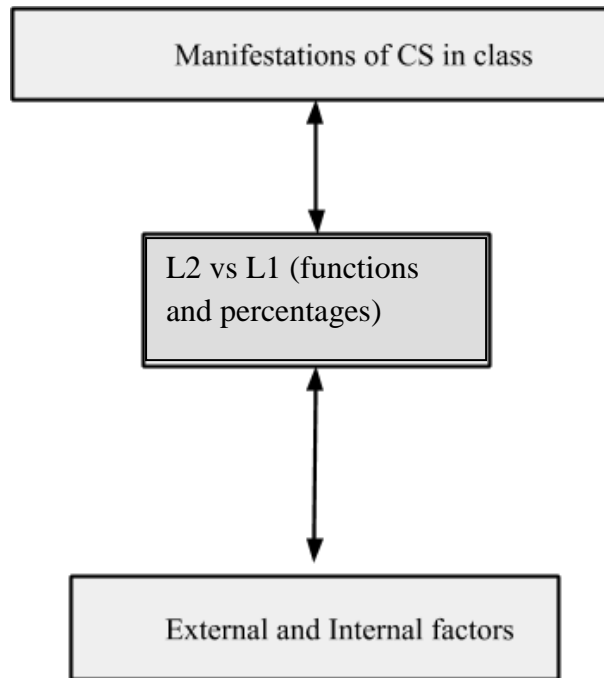 Manifestations of CS in class
L2 vs L1 (functions
and percentages)
External and Internal factors